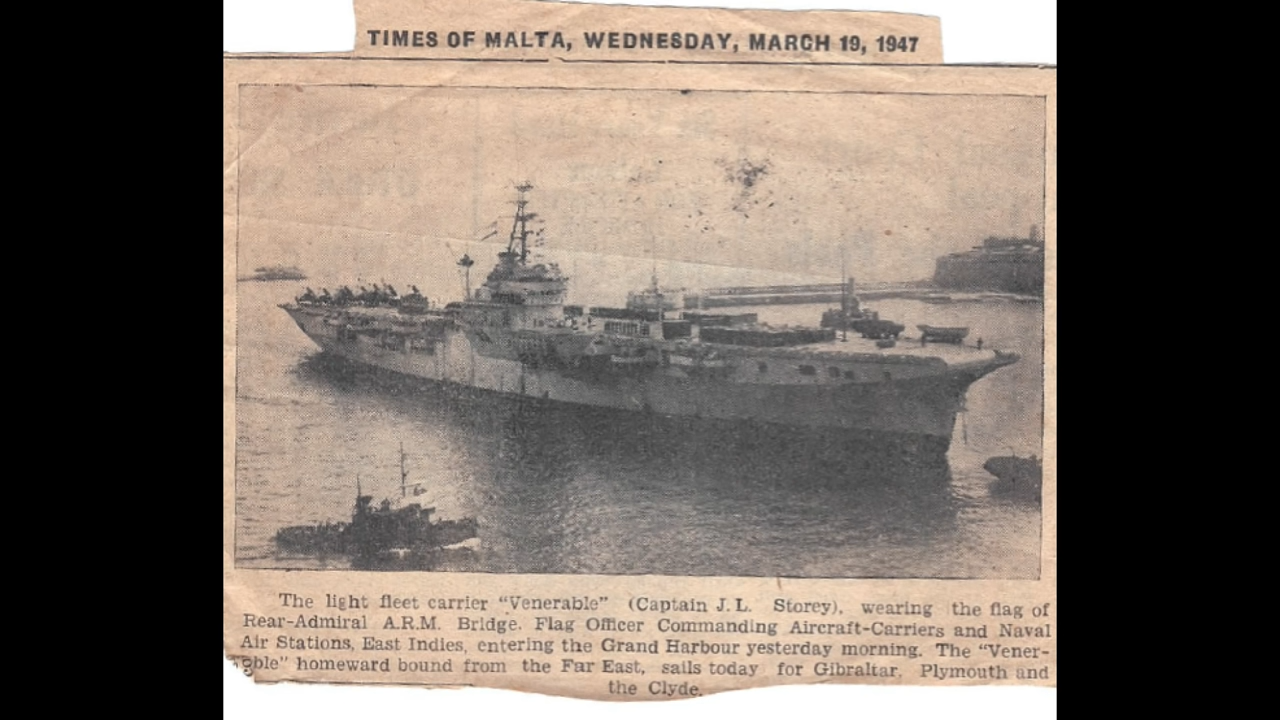 TIMES OF MALTA, WEDNESDAY, MARCH 19, 1947
The light fleet carrier "Venerable" (Captain J. L. Storey), wearing the flag of
Rear-Admiral A.R.M. Bridge, Flag Officer Commanding Aircraft-Carriers and Naval
Air Stations, East Indies, entering the Grand Harbour yesterday morning. The "Vener-
able" homeward bound from the Far East, sails today for Gibraltar, Plymouth and
the Clyde.